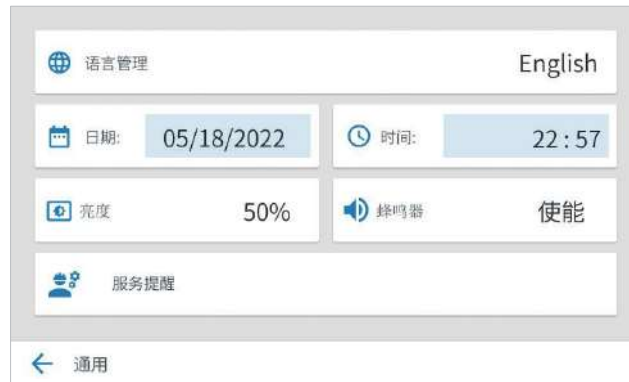 语言管理 English
日期: 05/18/2022 时间: 22:57
亮度 50% 蜂鸣器 使能
服务提醒
通用